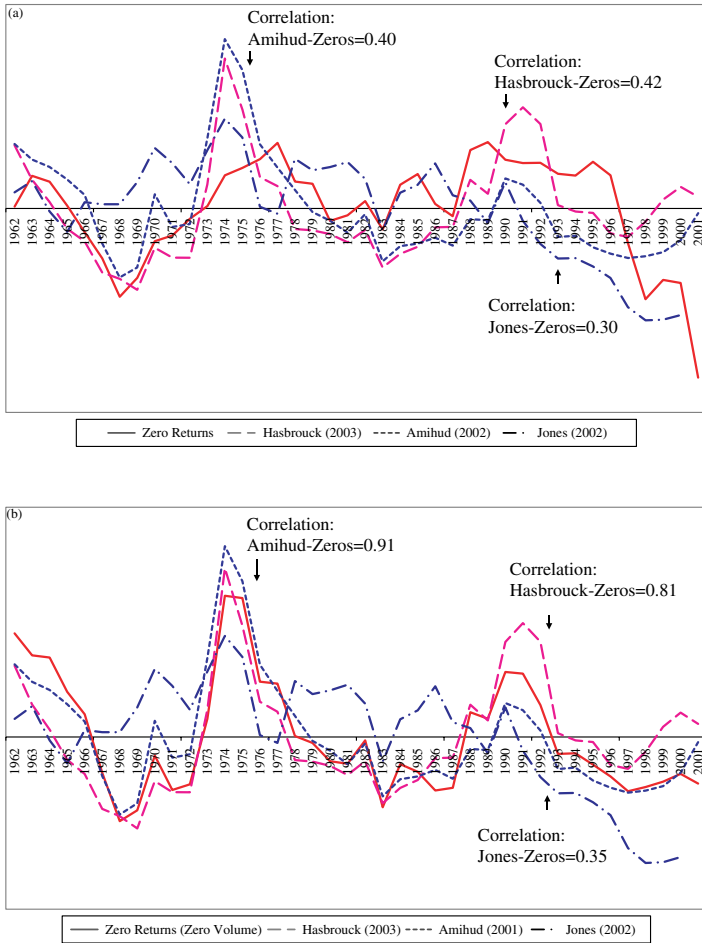 (a)
Correlation:
Amihud-Zeros=0.40
Correlation:
Hasbrouck-Zeros=0.42
1962 1963 1964 1965 1966 1967 1968 1969 1970 1971 1972 1973 1974 1975 1976 1977 1978 1979 1980 1981 1982 1983 1984 1985 1986 1987 1988 1989 1990 1991 1992 1993 1994 1995 1996 1997 1998 1999 2000 2001
Correlation:
Jones-Zeros=0.30
Zero Returns Hasbrouck (2003) Amihud (2002) Jones (2002)
(b)
Correlation:
Amihud-Zeros=0.91
Correlation:
Hasbrouck-Zeros=0.81
1962 1963 1964 1965 1966 1967 1968 1969 1970 1971 1972 1973 1974 1975 1976 1977 1978 1979 1980 1981 1982 1983 1984 1985 1986 1987 1988 1989 1990 1991 1992 1993 1994 1995 1996 1997 1998 1999 2000 2001
Correlation:
Jones-Zeros=0.35
Zero Returns (Zero Volume) Hasbrouck (2003) Amihud (2001) Jones (2002)